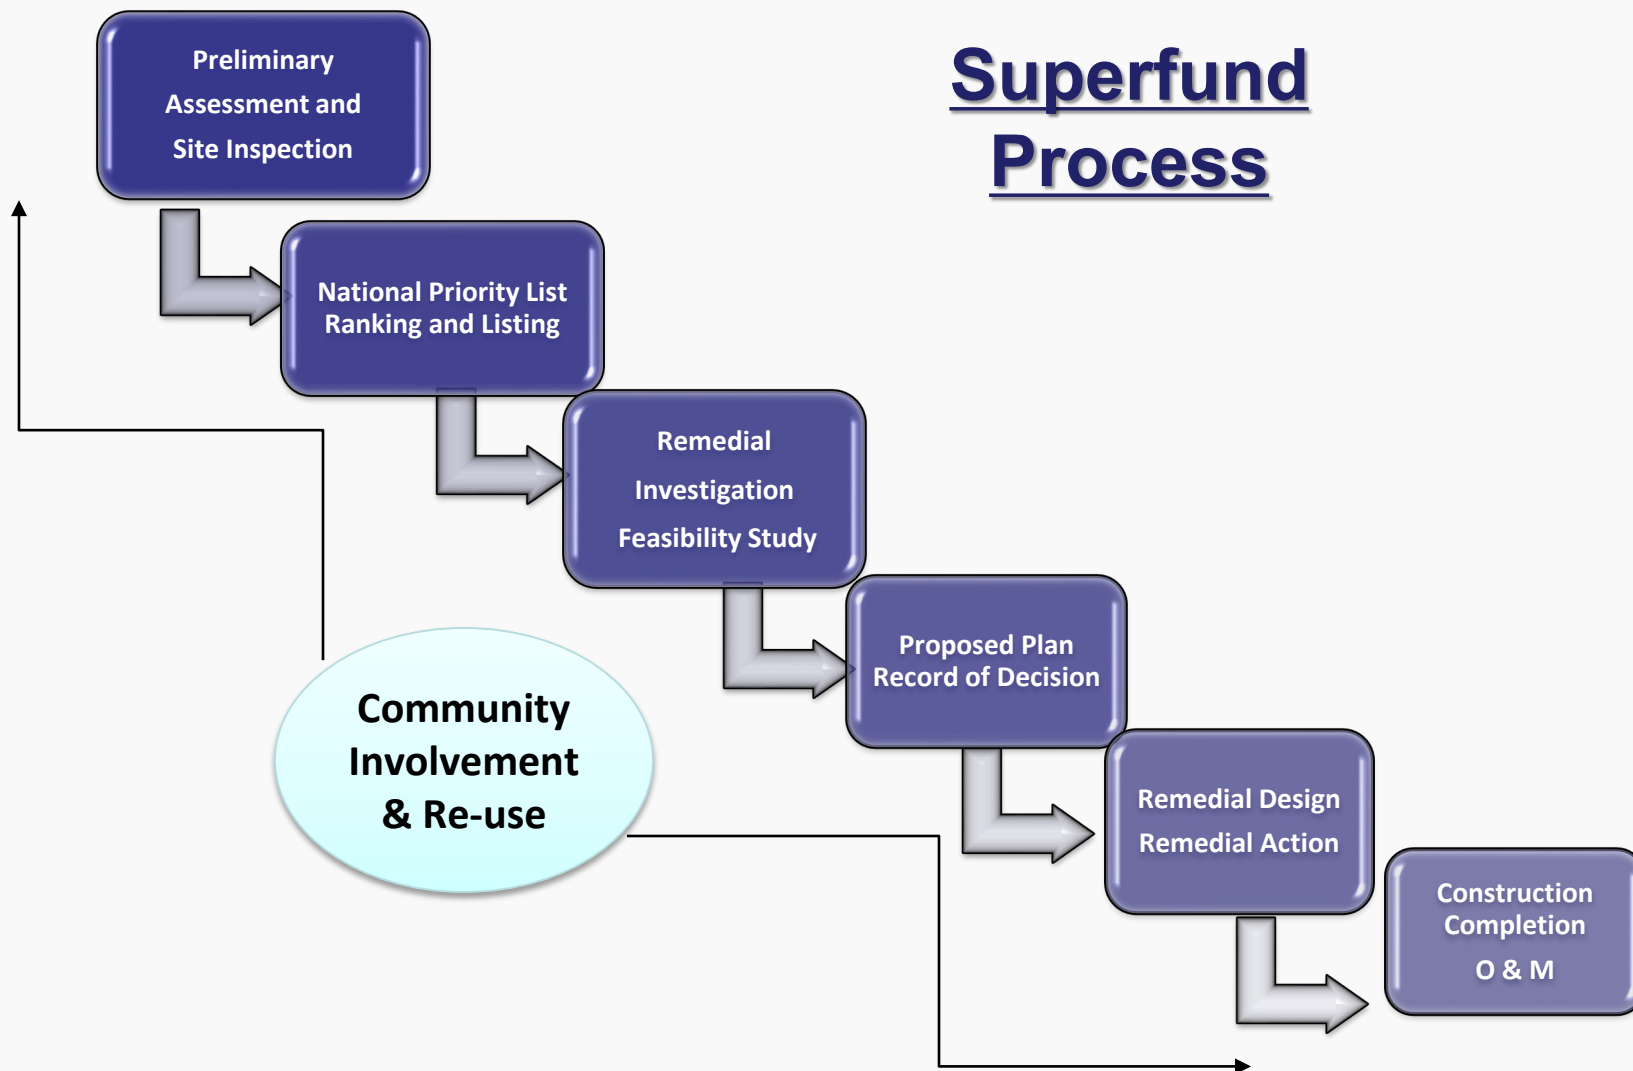 Superfund
Process
Preliminary
Assessment and
Site Inspection
National Priority List
Ranking and Listing
Remedial
Investigation
Feasibility Study
Proposed Plan
Record of Decision
Remedial Design
Remedial Action
Construction
Completion
O & M
Community
Involvement
& Re-use